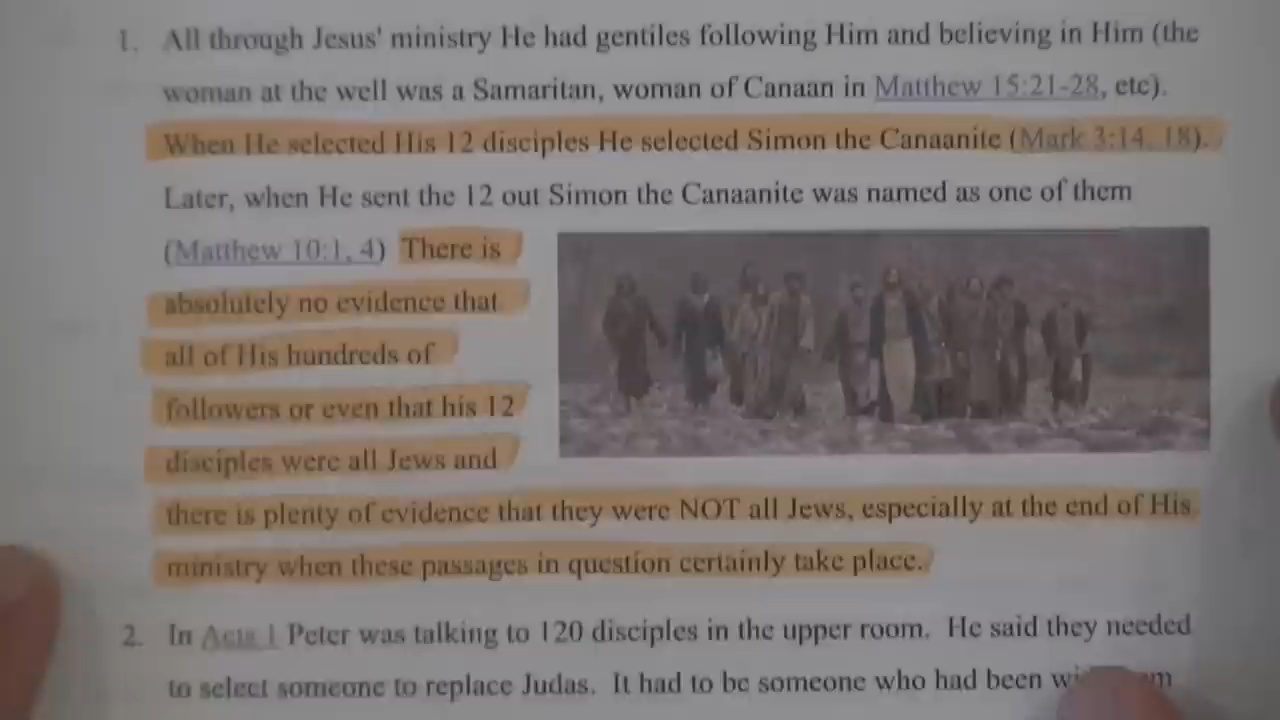 1. All through Jesus' ministry He had gentiles following Him and believing in Him (the
woman at the well was a Samaritan, woman of Canaan in Matthew 15:21-28, etc).
When He selected His 12 disciples He selected Simon the Canaanite (Mark 3:14, 18).
Later, when He sent the 12 out Simon the Canaanite was named as one of them
(Matthew 10:1, 4) There is
absolutely no evidence that
all of His hundreds of
followers or even that his 12
disciples were all Jews and
there is plenty of evidence that they were NOT all Jews, especially at the end of His
ministry when these passages in question certainly take place.
2. In Acts 1 Peter was talking to 120 disciples in the upper room. He said they needed
to select someone to replace Judas. It had to be someone who had been